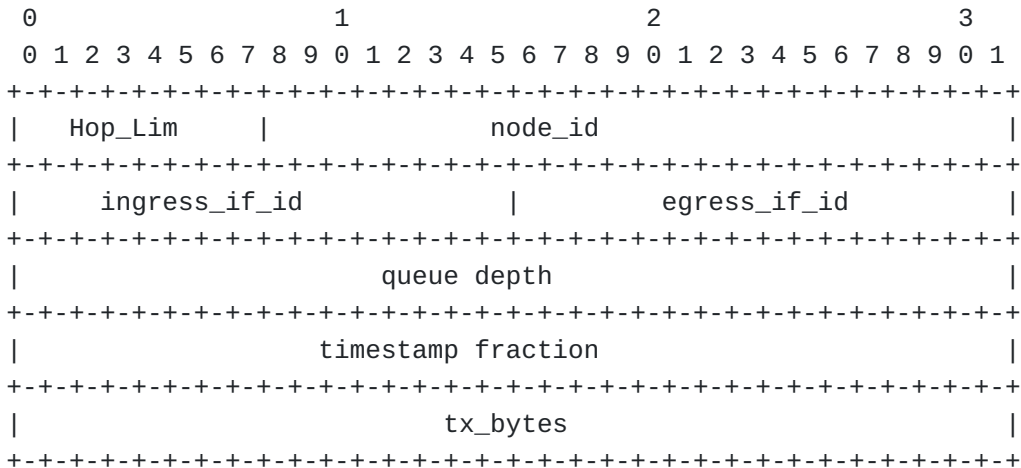 0                   1                   2                   3
 0 1 2 3 4 5 6 7 8 9 0 1 2 3 4 5 6 7 8 9 0 1 2 3 4 5 6 7 8 9 0 1
+-+-+-+-+-+-+-+-+-+-+-+-+-+-+-+-+-+-+-+-+-+-+-+-+-+-+-+-+-+-+-+-+
|   Hop_Lim     |              node_id                          |
+-+-+-+-+-+-+-+-+-+-+-+-+-+-+-+-+-+-+-+-+-+-+-+-+-+-+-+-+-+-+-+-+
|     ingress_if_id             |         egress_if_id          |
+-+-+-+-+-+-+-+-+-+-+-+-+-+-+-+-+-+-+-+-+-+-+-+-+-+-+-+-+-+-+-+-+
|                       queue depth                             |
+-+-+-+-+-+-+-+-+-+-+-+-+-+-+-+-+-+-+-+-+-+-+-+-+-+-+-+-+-+-+-+-+
|                   timestamp fraction                          |
+-+-+-+-+-+-+-+-+-+-+-+-+-+-+-+-+-+-+-+-+-+-+-+-+-+-+-+-+-+-+-+-+
|                           tx_bytes                            |
+-+-+-+-+-+-+-+-+-+-+-+-+-+-+-+-+-+-+-+-+-+-+-+-+-+-+-+-+-+-+-+-+